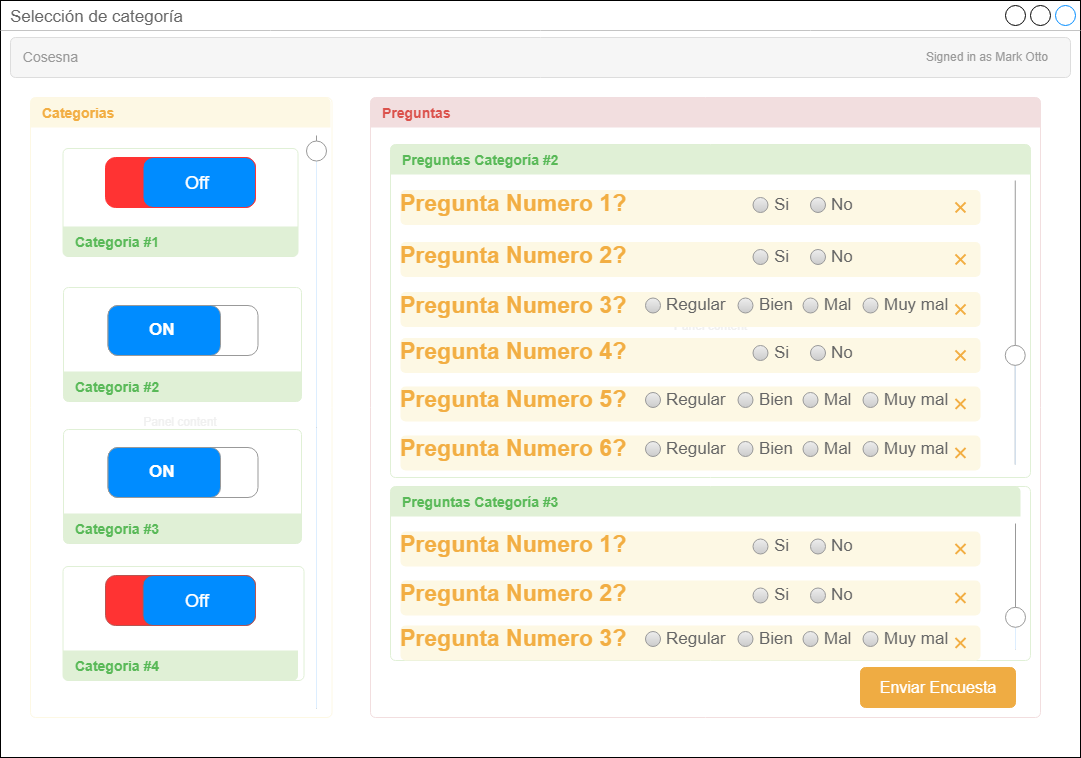 Selección de categoría
Cosesna
Signed in as Mark Otto
Categorias
Off
Categoria #1
ON
Categoria #2
Panel content
ON
Categoria #3
Off
Categoria #4
Preguntas
Preguntas Categoría #2
Pregunta Numero 1? Si No ×
Pregunta Numero 2? Si No ×
Pregunta Numero 3? Regular Bien Mal Muy mal ×
Panel content
Pregunta Numero 4? Si No ×
Pregunta Numero 5? Regular Bien Mal Muy mal ×
Pregunta Numero 6? Regular Bien Mal Muy mal ×
Preguntas Categoría #3
Pregunta Numero 1? Si No ×
Pregunta Numero 2? Si No ×
Pregunta Numero 3? Regular Bien Mal Muy mal ×
Enviar Encuesta